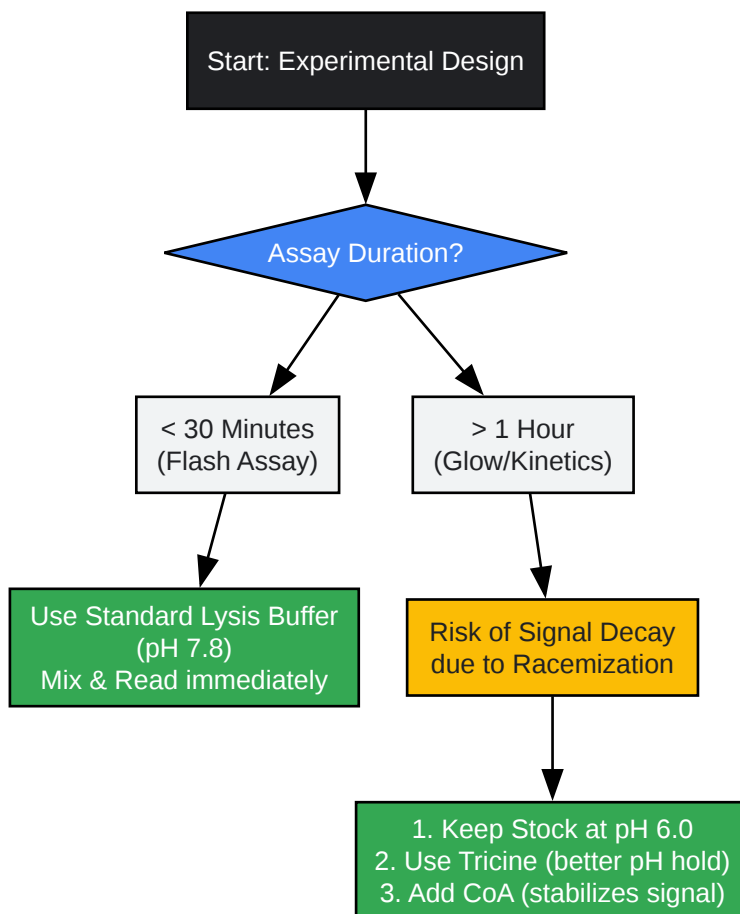 Start: Experimental Design
Assay Duration?
< 30 Minutes
(Flash Assay)
> 1 Hour
(Glow/Kinetics)
Use Standard Lysis Buffer
(pH 7.8)
Mix & Read immediately
Risk of Signal Decay
due to Racemization
1. Keep Stock at pH 6.0
2. Use Tricine (better pH hold)
3. Add CoA (stabilizes signal)